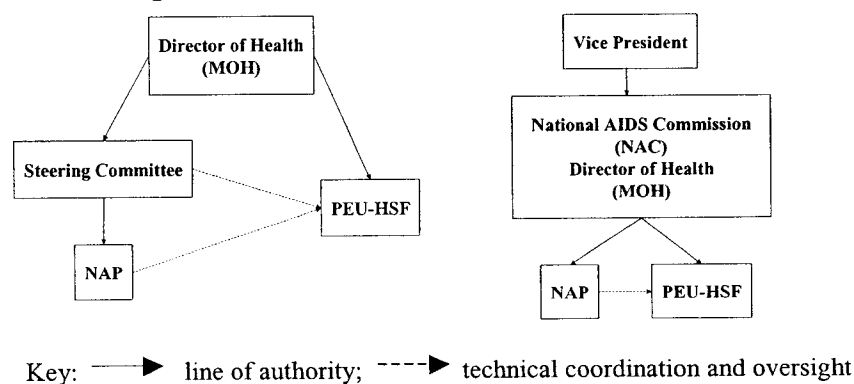 Director of Health
(MOH)
Steering Committee
PEU-HSF
NAP
Vice President
National AIDS Commission
(NAC)
Director of Health
(MOH)
NAP
PEU-HSF
Key: line of authority; technical coordination and oversight